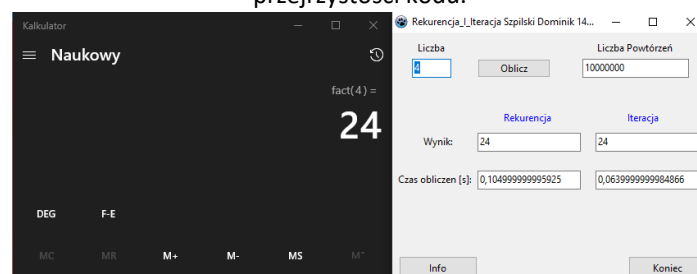 przejrzystości kodu.
Kalkulator
Naukowy
fact(4) =
24
DEG F-E
MC MR M+ M- MS M˅
Rekurencja_I_Iteracja Szpilski Dominik 14...
Liczba Liczba Powtórzeń
4 Oblicz 10000000
Rekurencja Iteracja
Wynik: 24 24
Czas obliczen [s]: 0,104999999995925 0,0639999999984866
Info Koniec